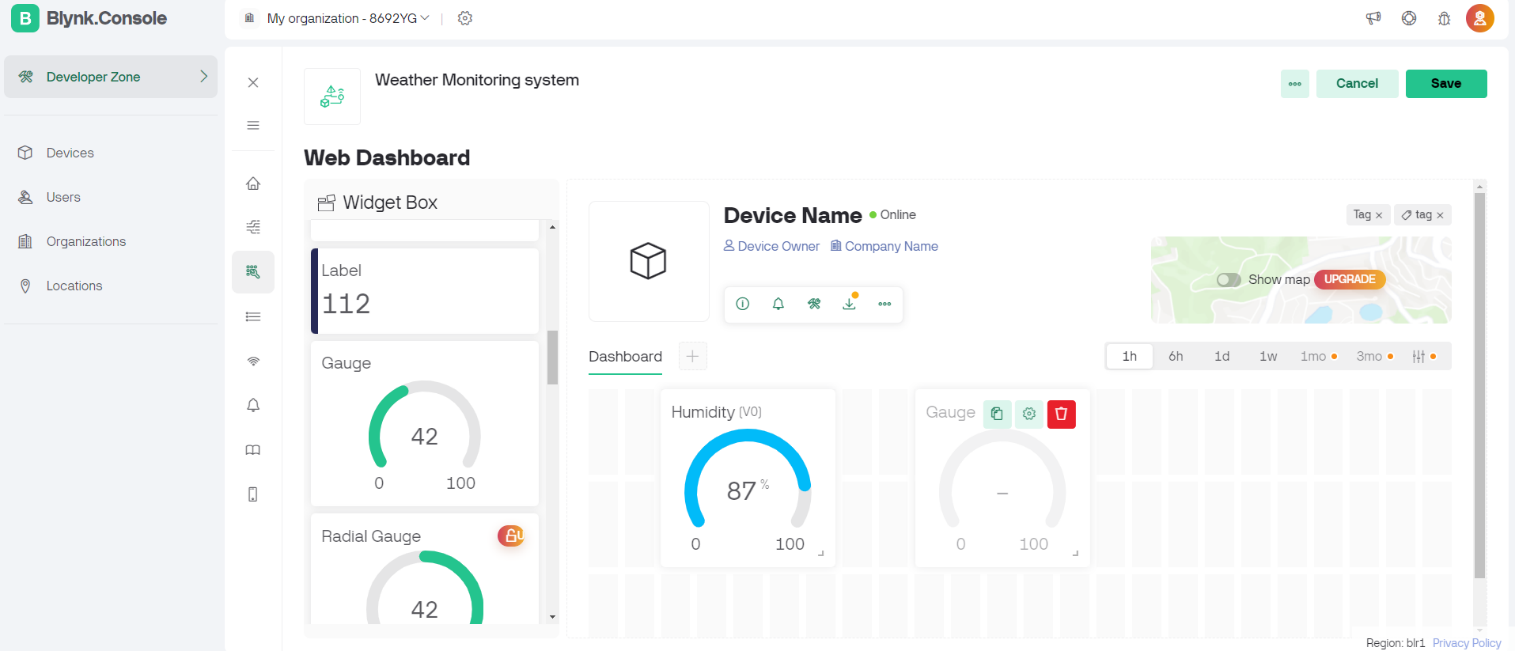 B Blynk.Console
My organization - 8692YG
Developer Zone
Devices
Users
Organizations
Locations
Weather Monitoring system
Cancel
Save
Web Dashboard
Widget Box
Label
112
Gauge
42
0 100
Radial Gauge
42
Device Name Online
Device Owner Company Name
Tag × tag ×
Show map UPGRADE
Dashboard
1h 6h 1d 1w 1mo 3mo
Humidity (V0)
87 %
0 100
Gauge
–
0 100
Region: blr1 Privacy Policy